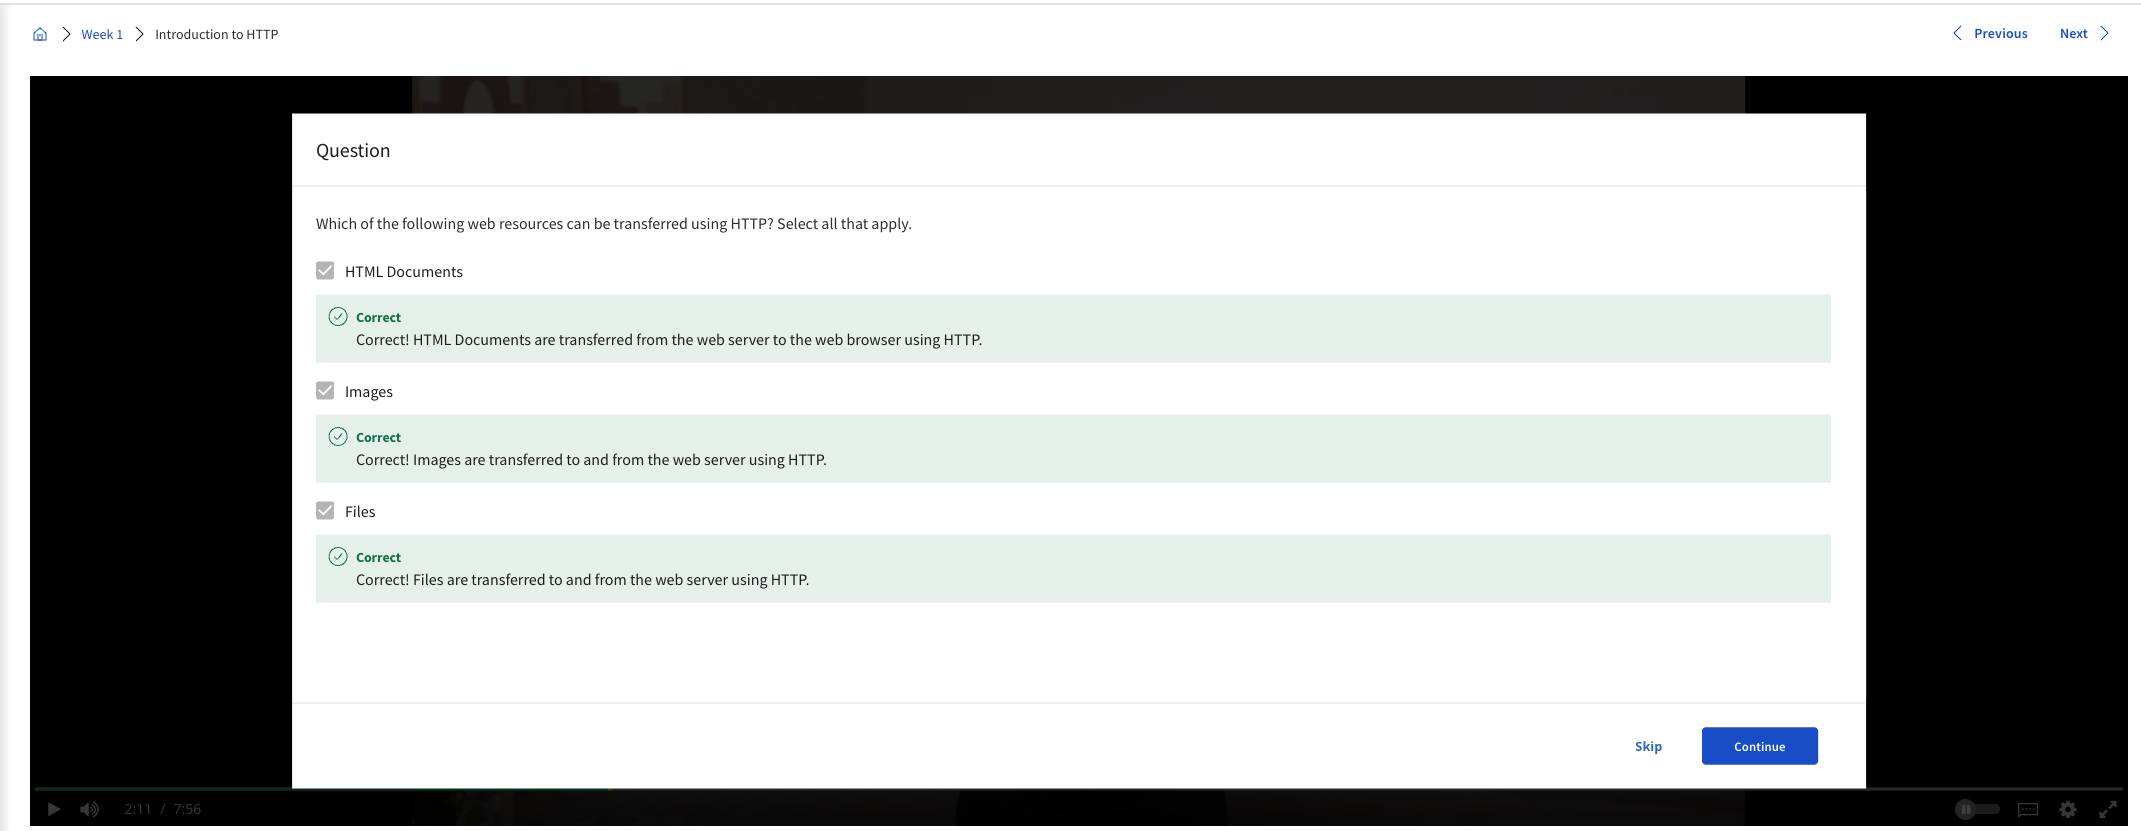 Week 1 Introduction to HTTP
Previous Next
Question
Which of the following web resources can be transferred using HTTP? Select all that apply.
HTML Documents
Correct
Correct! HTML Documents are transferred from the web server to the web browser using HTTP.
Images
Correct
Correct! Images are transferred to and from the web server using HTTP.
Files
Correct
Correct! Files are transferred to and from the web server using HTTP.
Skip Continue
2:11 / 7:56